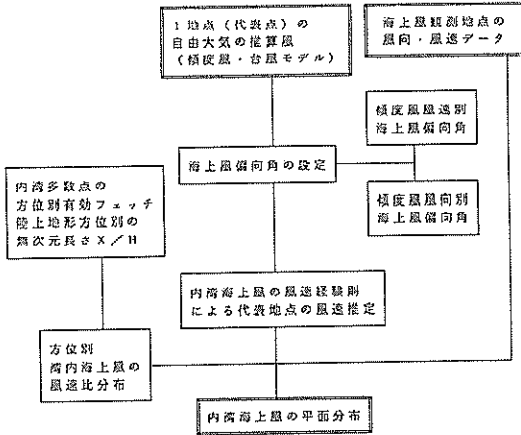 1地点(代表点)の
自由大気の推算風
(傾度風・台風モデル)
海上風観測地点の
風向・風速データ
傾度風風速別
海上風偏向角
海上風偏向角の設定
傾度風風向別
海上風偏向角
内湾多数点の
方位別有効フェッチ
陸上地形方位別の
無次元長さX/H
内湾海上風の風速経験則
による代表地点の風速推定
方位別
湾内海上風の
風速比分布
内湾海上風の平面分布